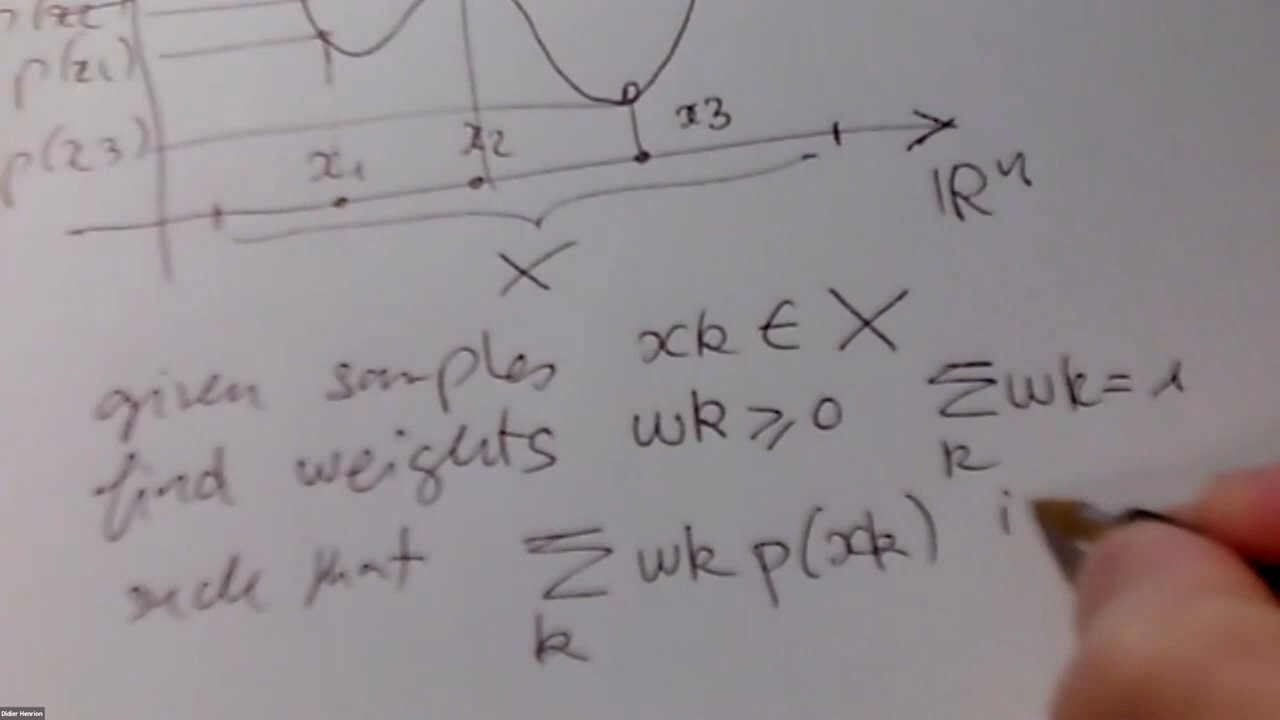 p(x2)
p(x1)
p(x3)
x1
x2
x3
ℝⁿ
X
given samples xk ∈ X
find weights wk ⩾ 0 ∑ wk = 1
k
such that ∑ wk p(xk) i
k
Didier Henrion